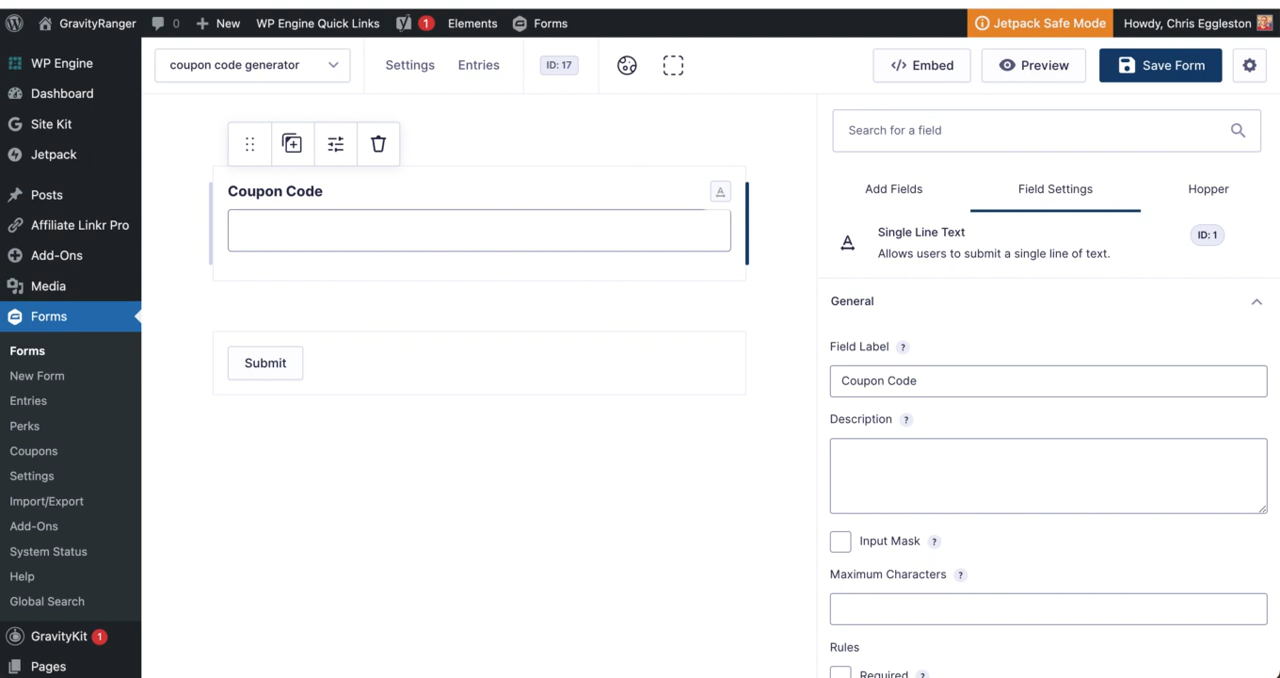 GravityRanger 0 New WP Engine Quick Links 1 Elements Forms Jetpack Safe Mode Howdy, Chris Eggleston
WP Engine
Dashboard
Site Kit
Jetpack
Posts
Affiliate Linkr Pro
Add-Ons
Media
Forms
Forms
New Form
Entries
Perks
Coupons
Settings
Import/Export
Add-Ons
System Status
Help
Global Search
GravityKit 1
Pages
coupon code generator Settings Entries ID: 17 </> Embed Preview Save Form
Coupon Code A
Submit
Search for a field
Add Fields Field Settings Hopper
A Single Line Text ID: 1
Allows users to submit a single line of text.
General
Field Label ?
Coupon Code
Description ?
Input Mask ?
Maximum Characters ?
Rules
Required ?